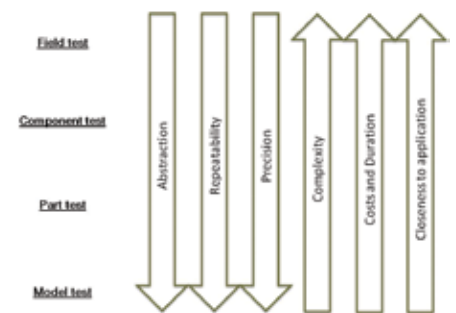 Field test
Component test
Part test
Model test
Abstraction
Repeatability
Precision
Complexity
Costs and Duration
Closeness to application